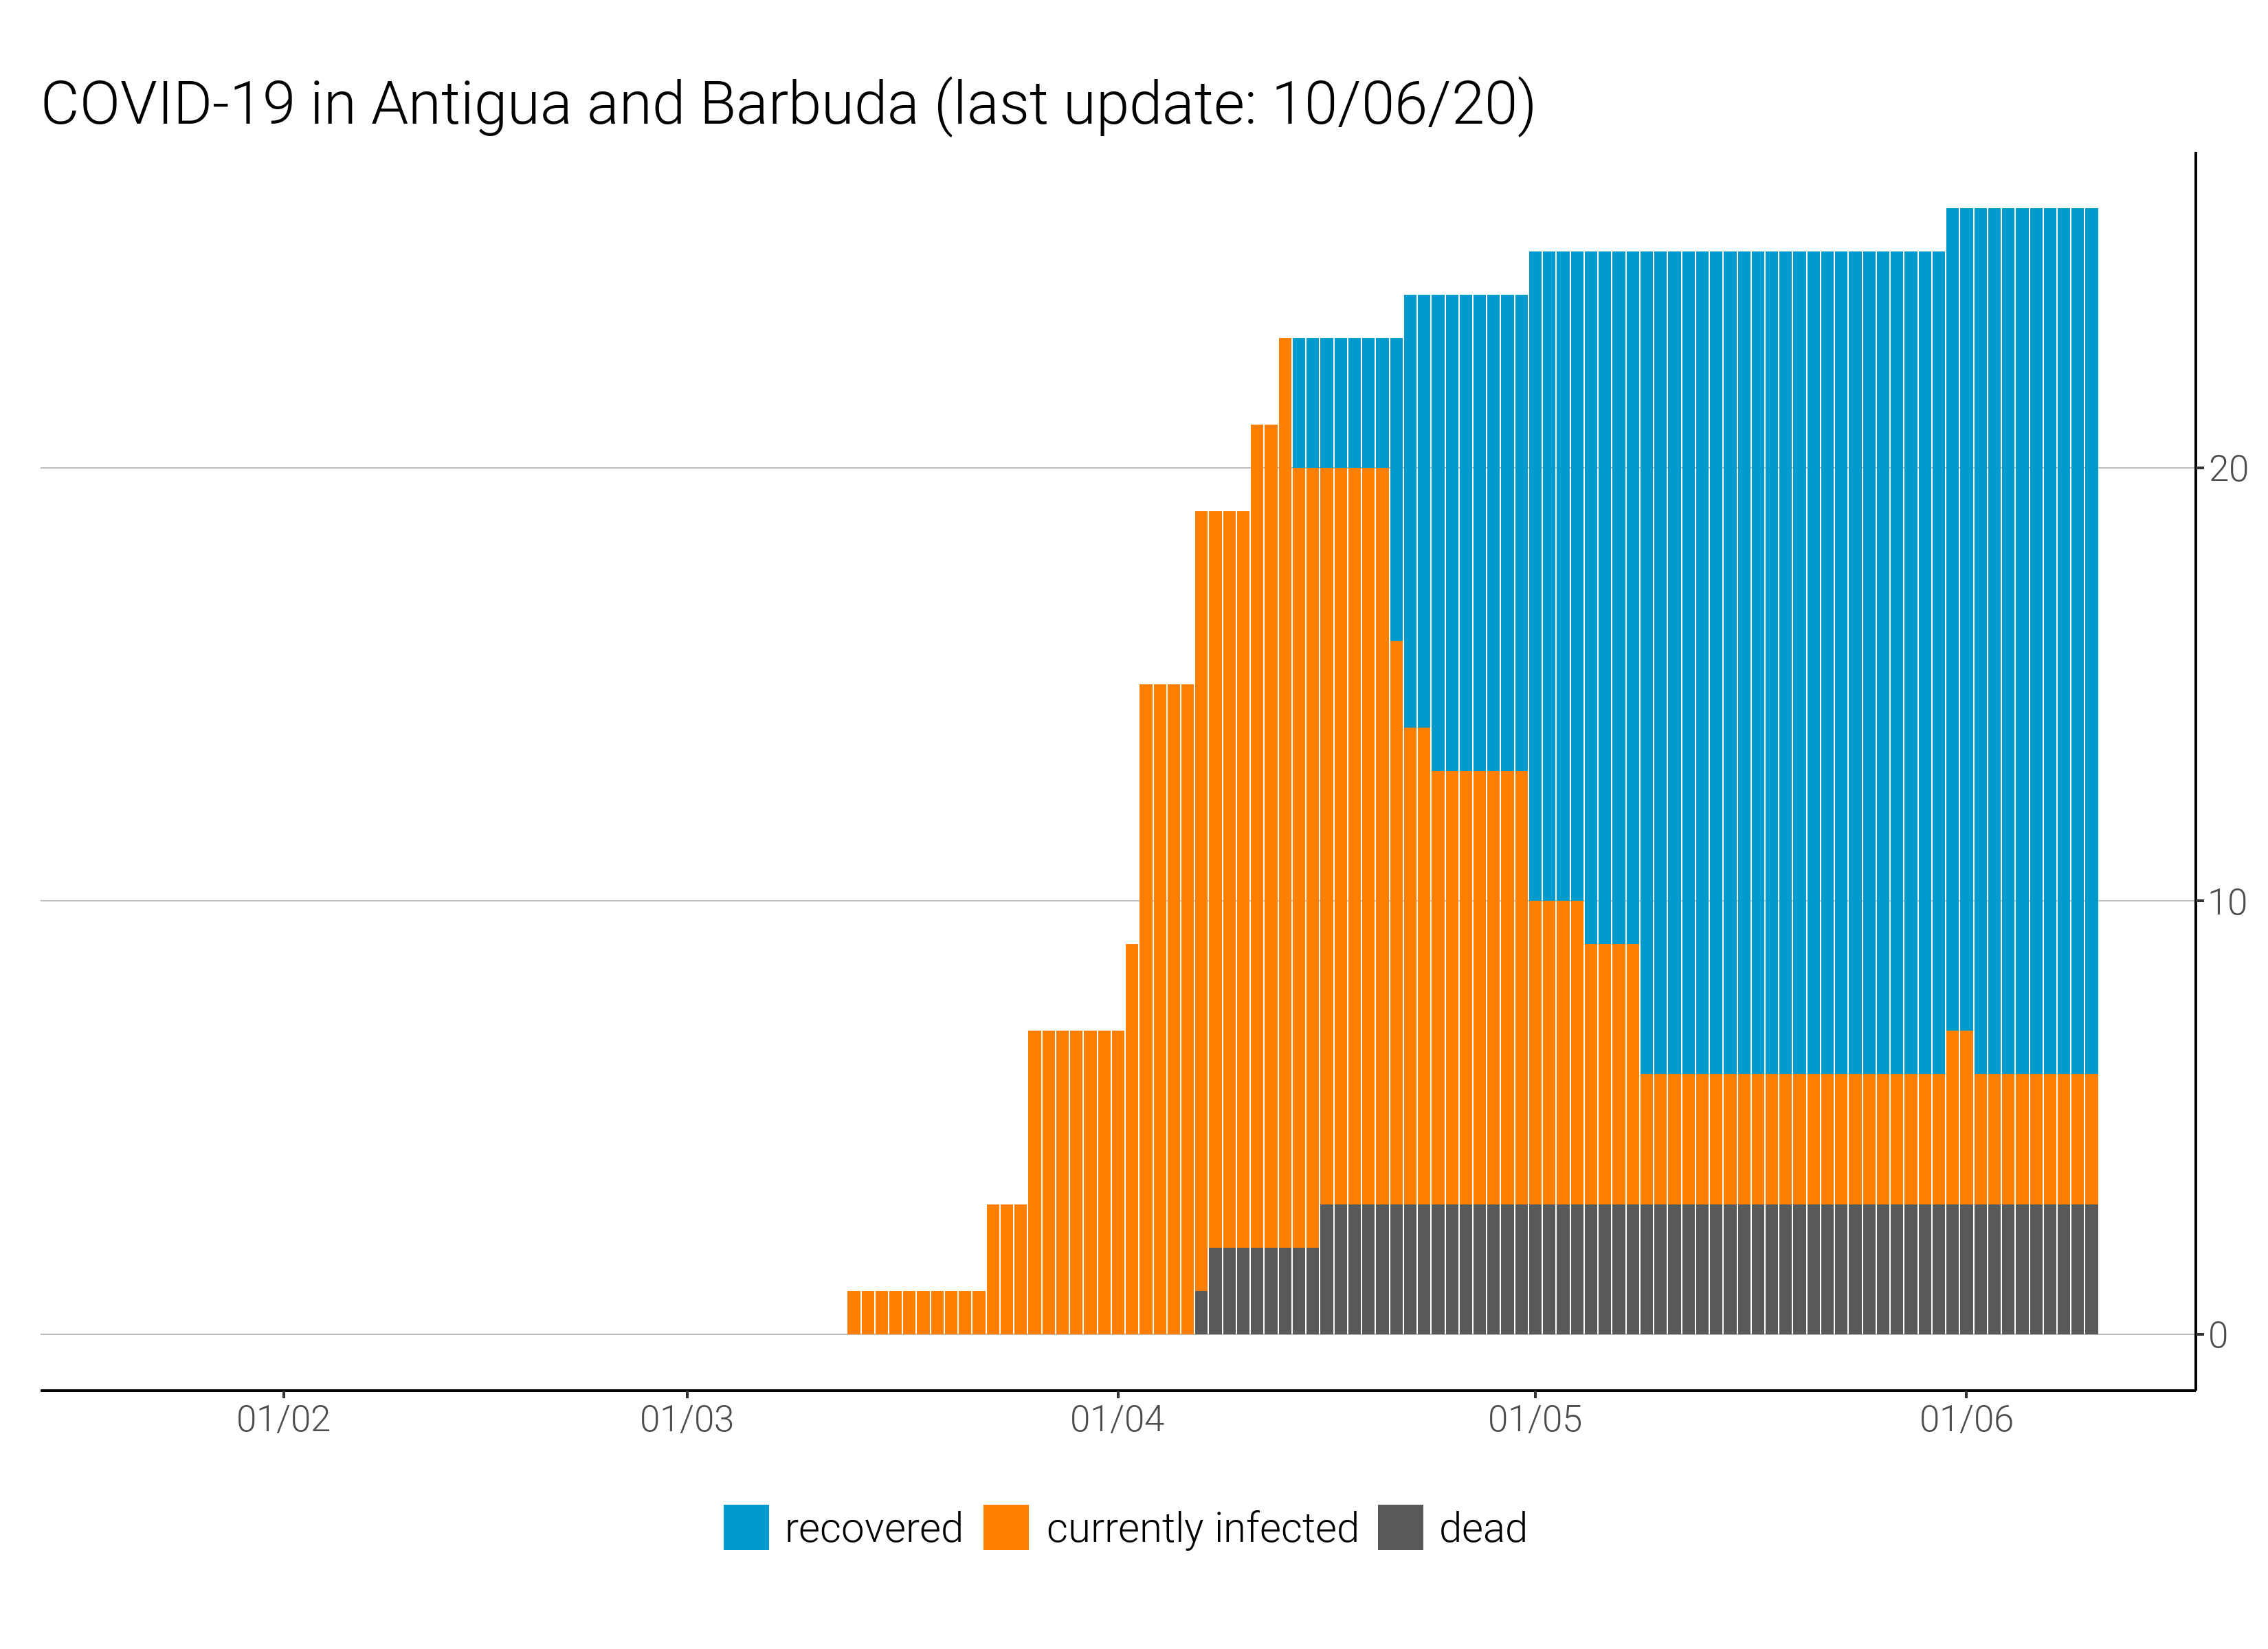 COVID-19 in Antigua and Barbuda (last update: 10/06/20)
20
10
0
01/02 01/03 01/04 01/05 01/06
recovered currently infected dead